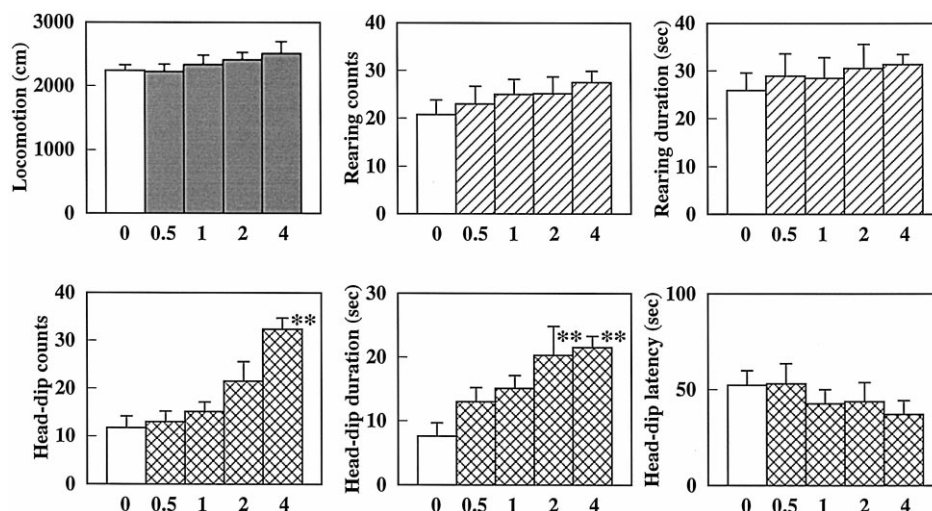 Locomotion (cm)
3000
2000
1000
0
0 0.5 1 2 4
Rearing counts
40
30
20
10
0
0 0.5 1 2 4
Rearing duration (sec)
40
30
20
10
0
0 0.5 1 2 4
Head-dip counts
40
30
20
10
0
**
0 0.5 1 2 4
Head-dip duration (sec)
30
20
10
0
** **
0 0.5 1 2 4
Head-dip latency (sec)
100
50
0
0 0.5 1 2 4